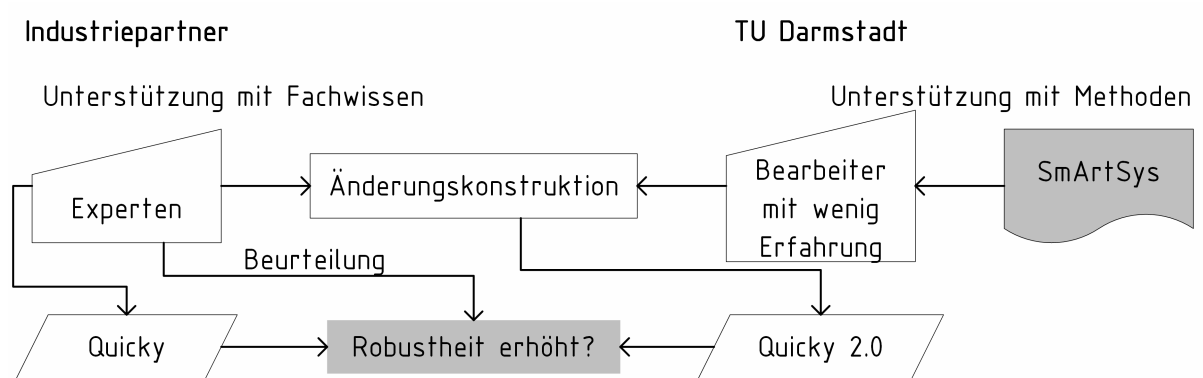 Industriepartner
TU Darmstadt
Unterstützung mit Fachwissen
Unterstützung mit Methoden
Experten
Änderungskonstruktion
Bearbeiter
mit wenig
Erfahrung
SmArtSys
Beurteilung
Quicky
Robustheit erhöht?
Quicky 2.0